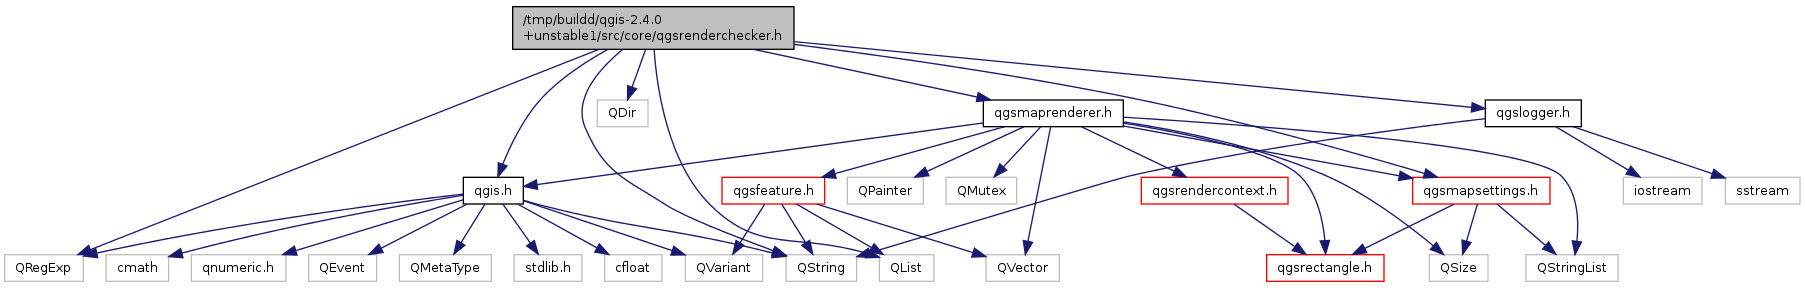 /tmp/buildd/qgis-2.4.0
+unstable1/src/core/qgsrenderchecker.h
QDir
qgsmaprenderer.h
qgslogger.h
qgis.h
qgsfeature.h
QPainter
QMutex
qgsrendercontext.h
qgsmapsettings.h
iostream
sstream
QRegExp
cmath
qnumeric.h
QEvent
QMetaType
stdlib.h
cfloat
QVariant
QString
QList
QVector
qgsrectangle.h
QSize
QStringList